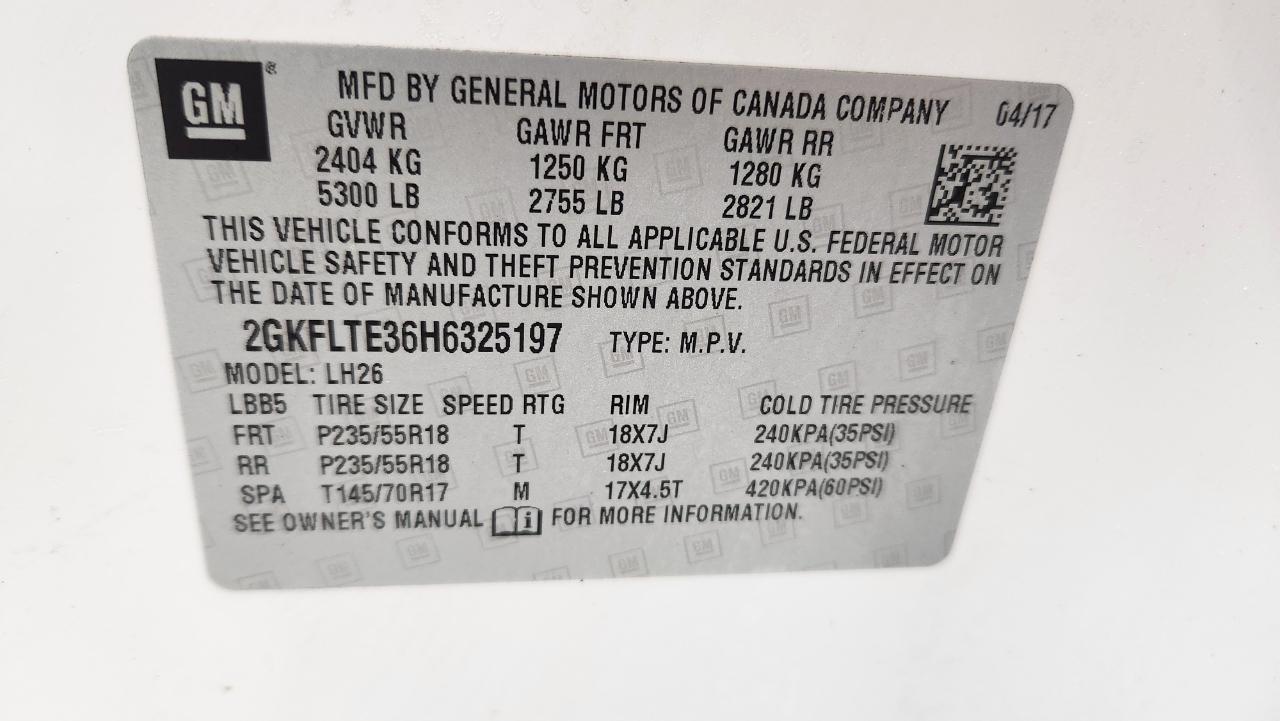 GM ® MFD BY GENERAL MOTORS OF CANADA COMPANY 04/17
GVWR GAWR FRT GAWR RR
2404 KG 1250 KG 1280 KG
5300 LB 2755 LB 2821 LB
THIS VEHICLE CONFORMS TO ALL APPLICABLE U.S. FEDERAL MOTOR
VEHICLE SAFETY AND THEFT PREVENTION STANDARDS IN EFFECT ON
THE DATE OF MANUFACTURE SHOWN ABOVE.
2GKFLTE36H6325197 TYPE: M.P.V.
MODEL: LH26
LBB5 TIRE SIZE SPEED RTG RIM COLD TIRE PRESSURE
FRT P235/55R18 T 18X7J 240KPA(35PSI)
RR P235/55R18 T 18X7J 240KPA(35PSI)
SPA T145/70R17 M 17X4.5T 420KPA(60PSI)
SEE OWNER'S MANUAL i FOR MORE INFORMATION.